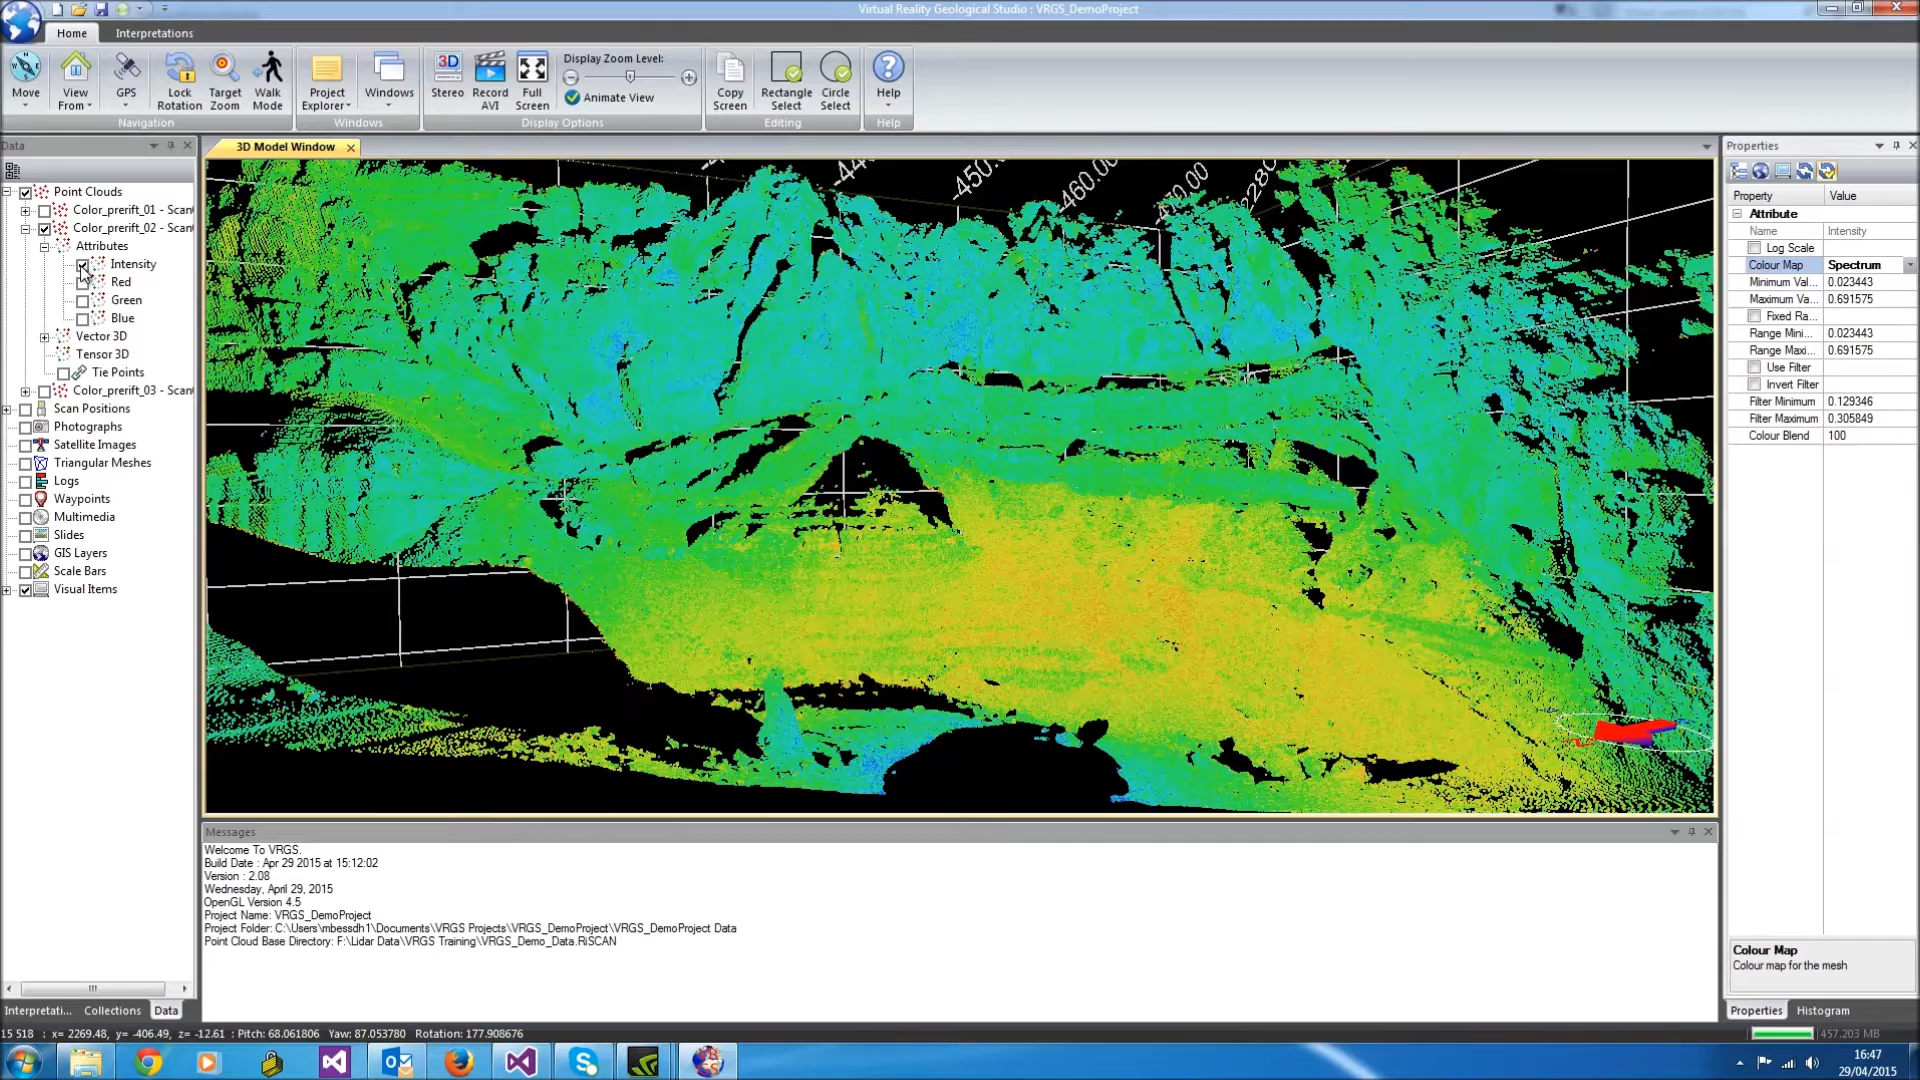 Virtual Reality Geological Studio : VRGS_DemoProject
Home
Interpretations
Move
View From
GPS
Lock Rotation
Target Zoom
Walk Mode
Navigation
Project Explorer
Windows
Windows
3D
Stereo
Record AVI
Full Screen
Display Zoom Level:
Animate View
Display Options
Copy Screen
Rectangle Select
Circle Select
Editing
Help
Help
Data
Point Clouds
Color_prerift_01 - Scan
Color_prerift_02 - Scan
Attributes
Intensity
Red
Green
Blue
Vector 3D
Tensor 3D
Tie Points
Color_prerift_03 - Scan
Scan Positions
Photographs
Satellite Images
Triangular Meshes
Logs
Waypoints
Multimedia
Slides
GIS Layers
Scale Bars
Visual Items
Interpretati...
Collections
Data
3D Model Window
-460.00
Messages
Welcome To VRGS.
Build Date : Apr 29 2015 at 15:12:02
Version : 2.08
Wednesday, April 29, 2015
OpenGL Version 4.5
Project Name: VRGS_DemoProject
Project Folder: C:\Users\mbessdh1\Documents\VRGS Projects\VRGS_DemoProject\VRGS_DemoProject Data
Point Cloud Base Directory: F:\Lidar Data\VRGS Training\VRGS_Demo_Data.RiSCAN
Properties
Property Value
Attribute
Name Intensity
Log Scale
Colour Map Spectrum
Minimum Val... 0.023443
Maximum Va... 0.691575
Fixed Ra...
Range Mini... 0.023443
Range Maxi... 0.691575
Use Filter
Invert Filter
Filter Minimum 0.129346
Filter Maximum 0.305849
Colour Blend 100
Colour Map
Colour map for the mesh
Properties
Histogram
15 518 : x= 2269.48, y= -406.49, z= -12.61 : Pitch: 68.061806 Yaw: 87.053780 Rotation: 177.908676
457.203 MB
16:47
29/04/2015